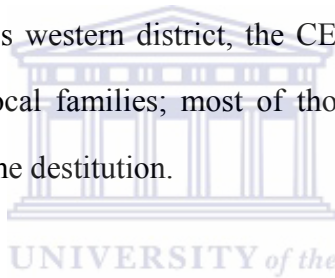 s western district, the CE
ocal families; most of tho
ne destitution.
UNIVERSITY of the